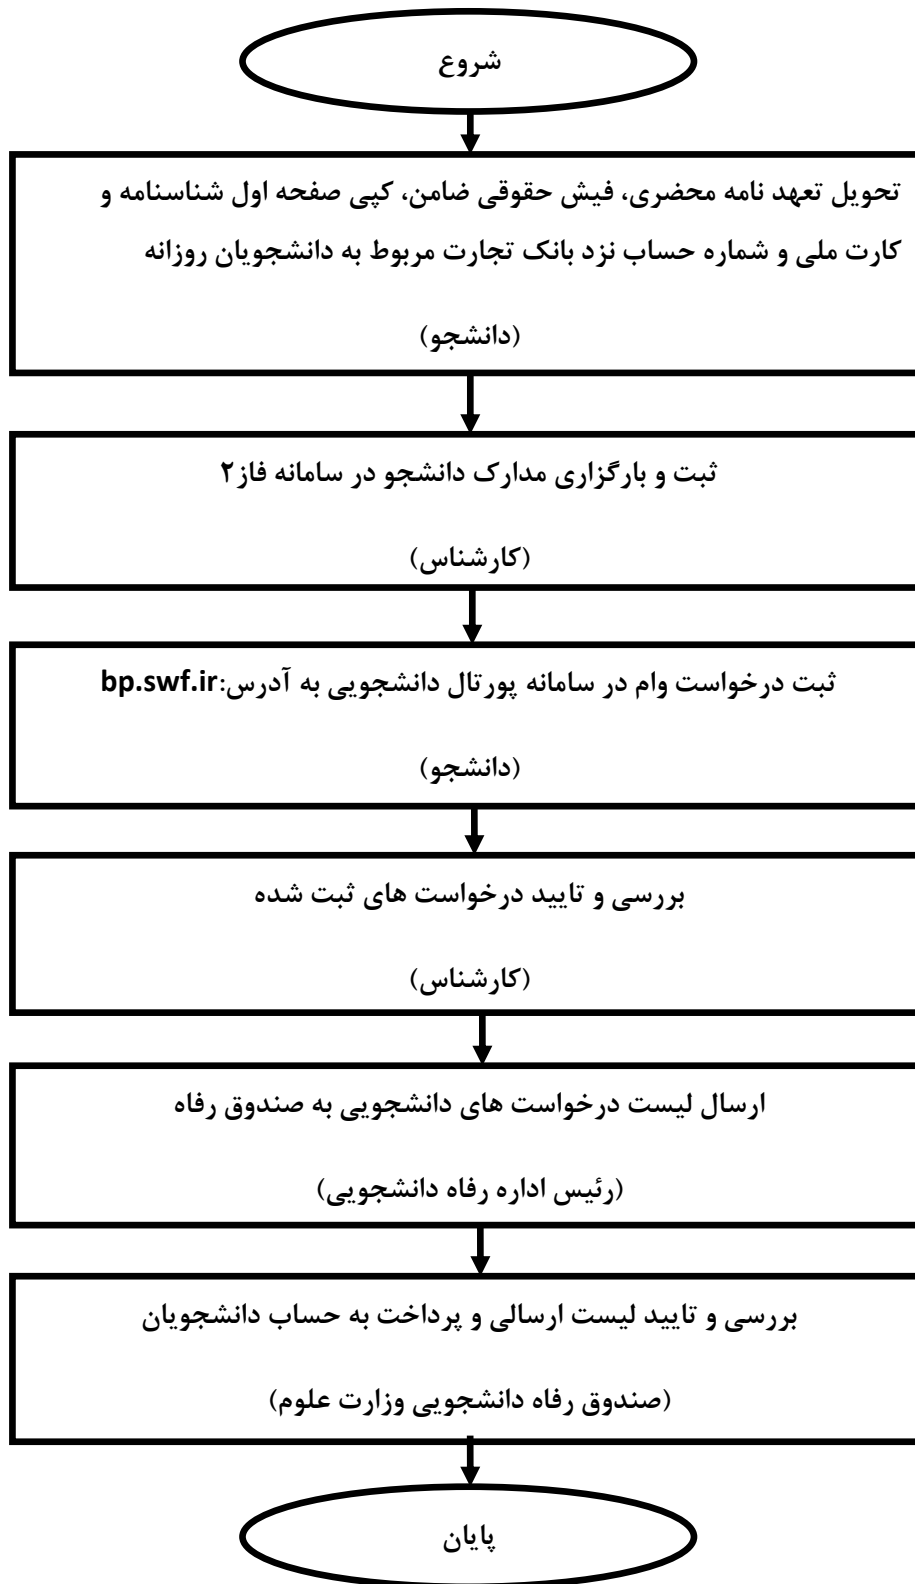 شروع
تحویل تعهد نامه محضری، فیش حقوقی ضامن، کپی صفحه اول شناسنامه و
کارت ملی و شماره حساب نزد بانک تجارت مربوط به دانشجویان روزانه
(دانشجو)
ثبت و بارگزاری مدارک دانشجو در سامانه فاز۲
(کارشناس)
ثبت درخواست وام در سامانه پورتال دانشجویی به آدرس:bp.swf.ir
(دانشجو)
بررسی و تایید درخواست های ثبت شده
(کارشناس)
ارسال لیست درخواست های دانشجویی به صندوق رفاه
(رئیس اداره رفاه دانشجویی)
بررسی و تایید لیست ارسالی و پرداخت به حساب دانشجویان
(صندوق رفاه دانشجویی وزارت علوم)
پایان